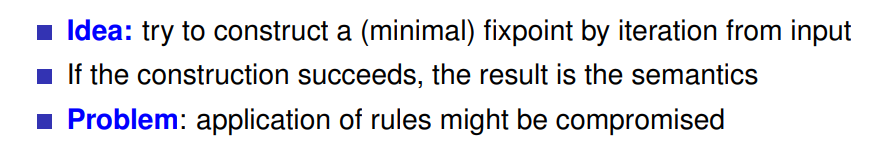 Idea: try to construct a (minimal) fixpoint by iteration from input
If the construction succeeds, the result is the semantics
Problem: application of rules might be compromised